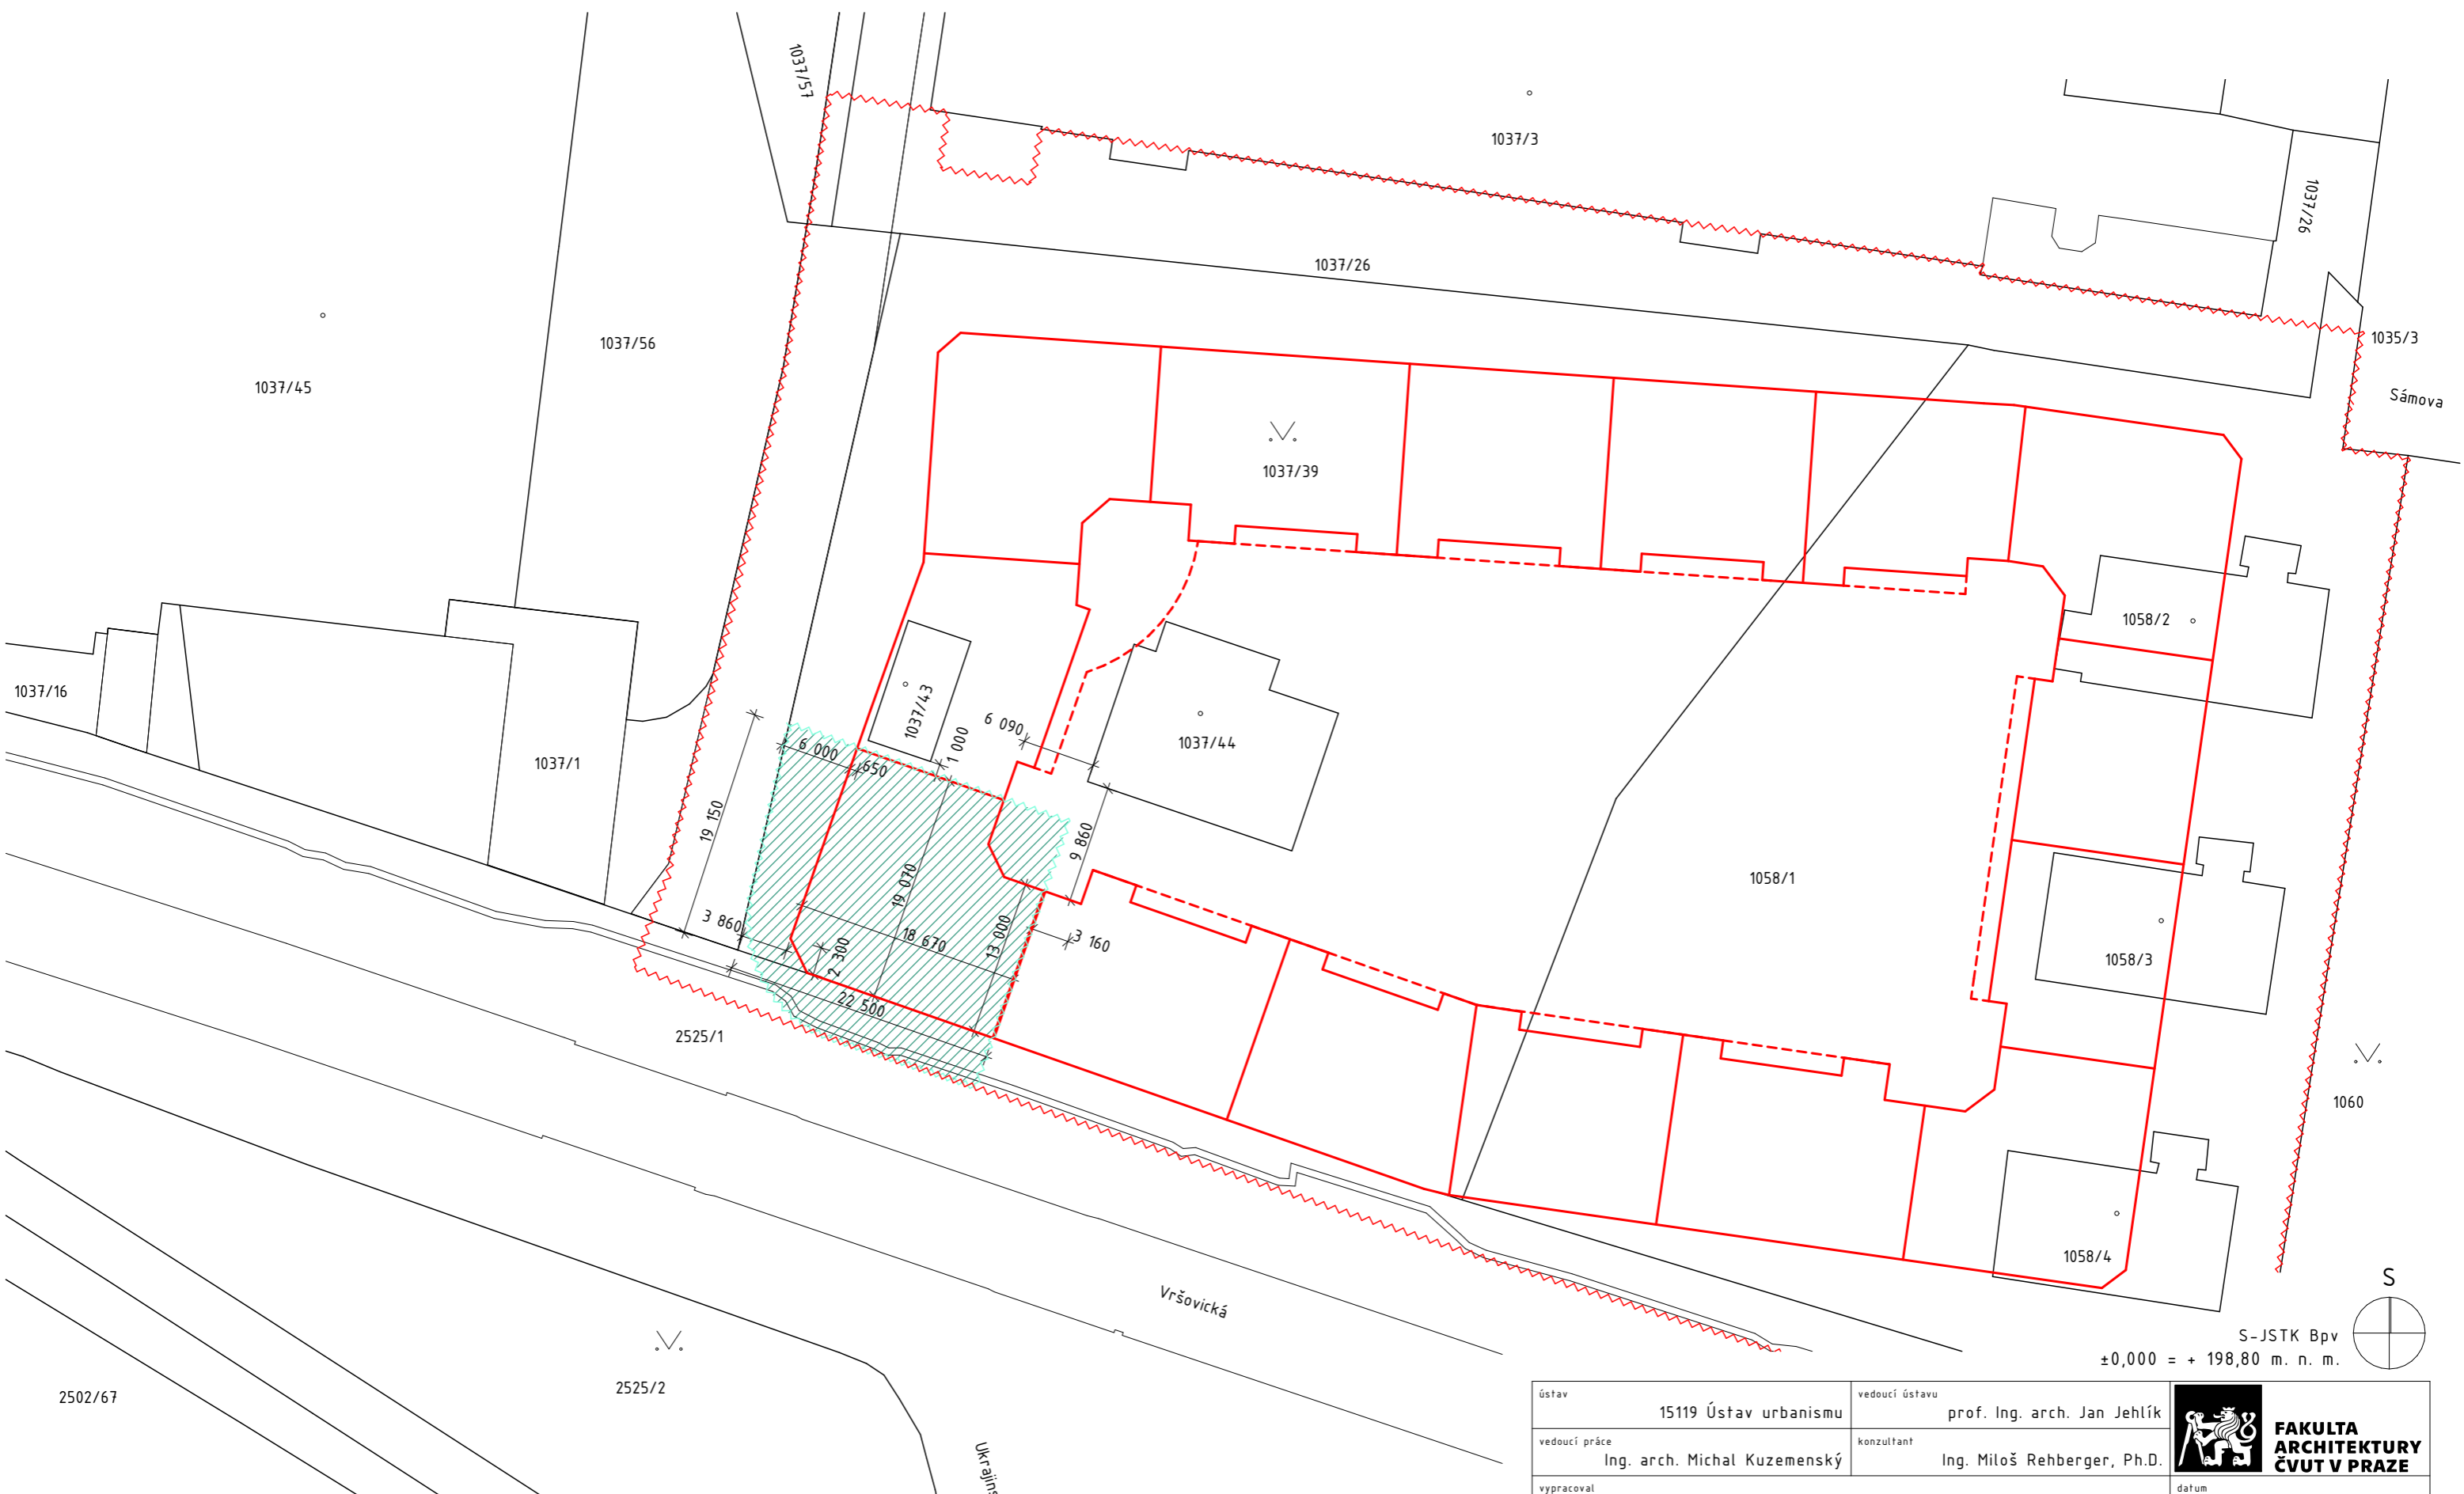 1037/57
1037/3
1037/26
1037/26
1035/3
Sámova
1037/56
1037/45
1037/39
1058/2
1037/16
1037/43
1037/44
6 090
1 000
6 000
650
1037/1
19 150
9 860
19 070
1058/1
3 860
18 670
13 000
3 160
2 300
22 500
1058/3
2525/1
1060
1058/4
Vršovická
S
S-JSTK Bpv
±0,000 = + 198,80 m. n. m.
2525/2
2502/67
ústav
15119 Ústav urbanismu
vedoucí ústavu
prof. Ing. arch. Jan Jehlík
vedoucí práce
Ing. arch. Michal Kuzemenský
konzultant
Ing. Miloš Rehberger, Ph.D.
FAKULTA
ARCHITEKTURY
ČVUT V PRAZE
vypracoval
datum